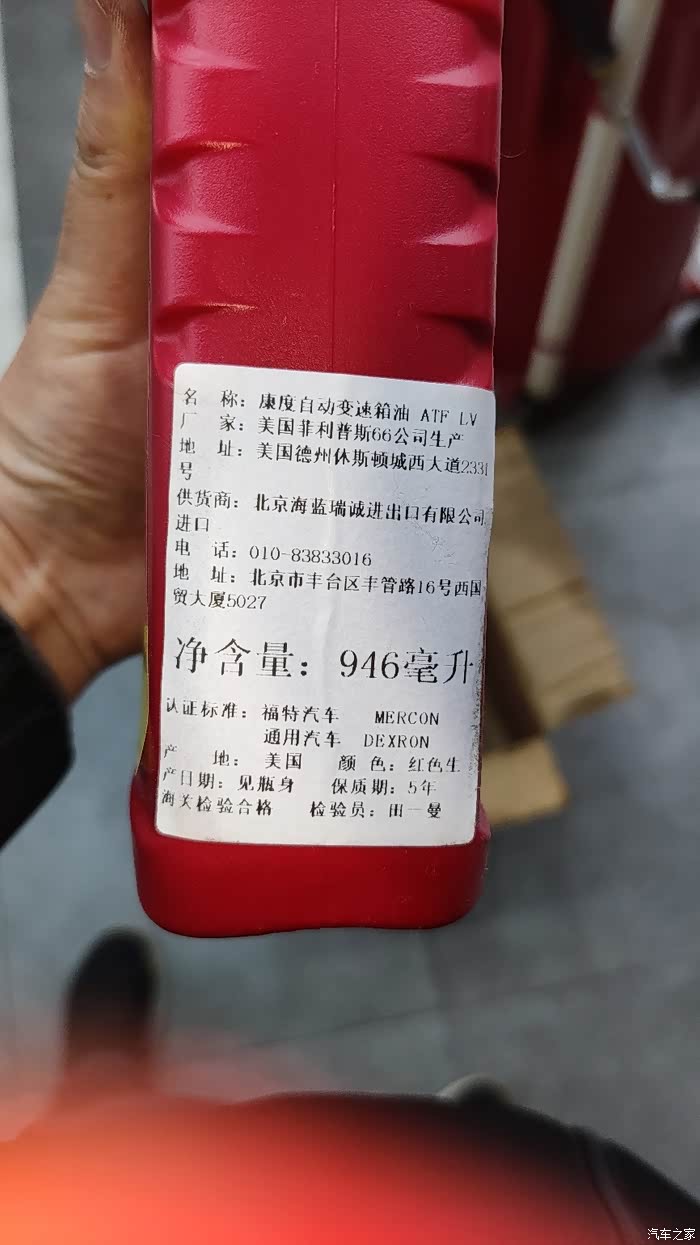 名 称：康度自动变速箱油 ATF LV
厂 家：美国菲利普斯66公司生产
地 址：美国德州休斯顿城西大道2331
号
供货商：北京海蓝瑞诚进出口有限公司
进口
电 话：010-83833016
地 址：北京市丰台区丰管路16号西国
贸大厦5027
净含量：946毫升
认证标准：福特汽车 MERCON
通用汽车 DEXRON
产 地：美国 颜 色：红色生
产日期：见瓶身 保质期：5年
海关检验合格 检验员：田一曼
汽车之家